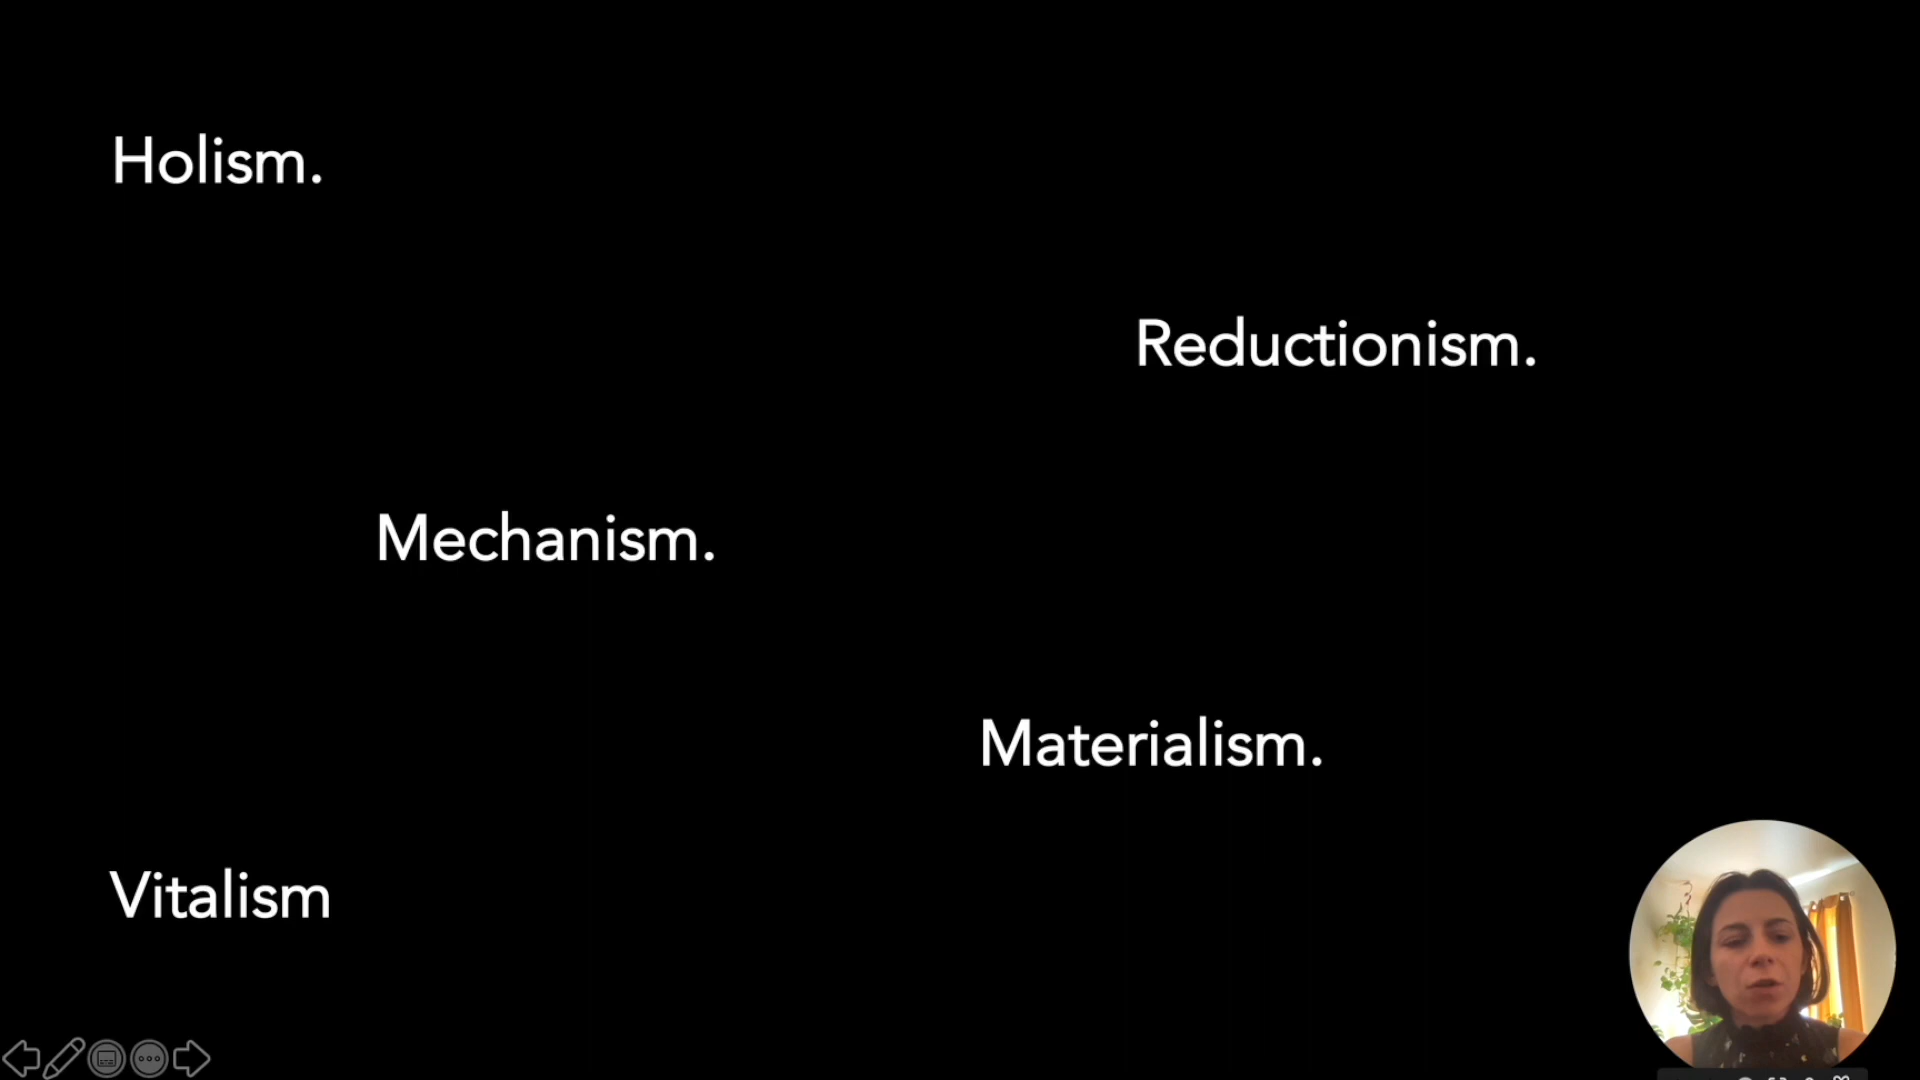 Holism.
Reductionism.
Mechanism.
Materialism.
Vitalism